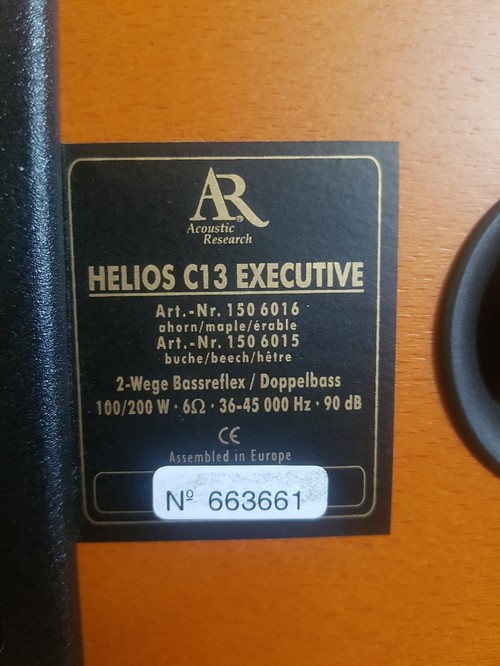 AR®
Acoustic
Research
HELIOS C13 EXECUTIVE
Art.-Nr. 150 6016
ahorn/maple/érable
Art.-Nr. 150 6015
buche/beech/hêtre
2-Wege Bassreflex / Doppelbass
100/200 W · 6Ω · 36-45 000 Hz · 90 dB
CE
Assembled in Europe
Nº 663661